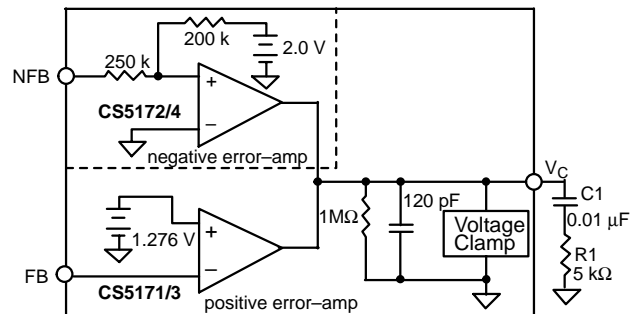 200 k
2.0 V
250 k
NFB
+
CS5172/4
−
negative error–amp
VC
C1
120 pF
1MΩ
Voltage
Clamp
0.01 µF
R1
5 kΩ
1.276 V
+
−
FB
CS5171/3
positive error–amp